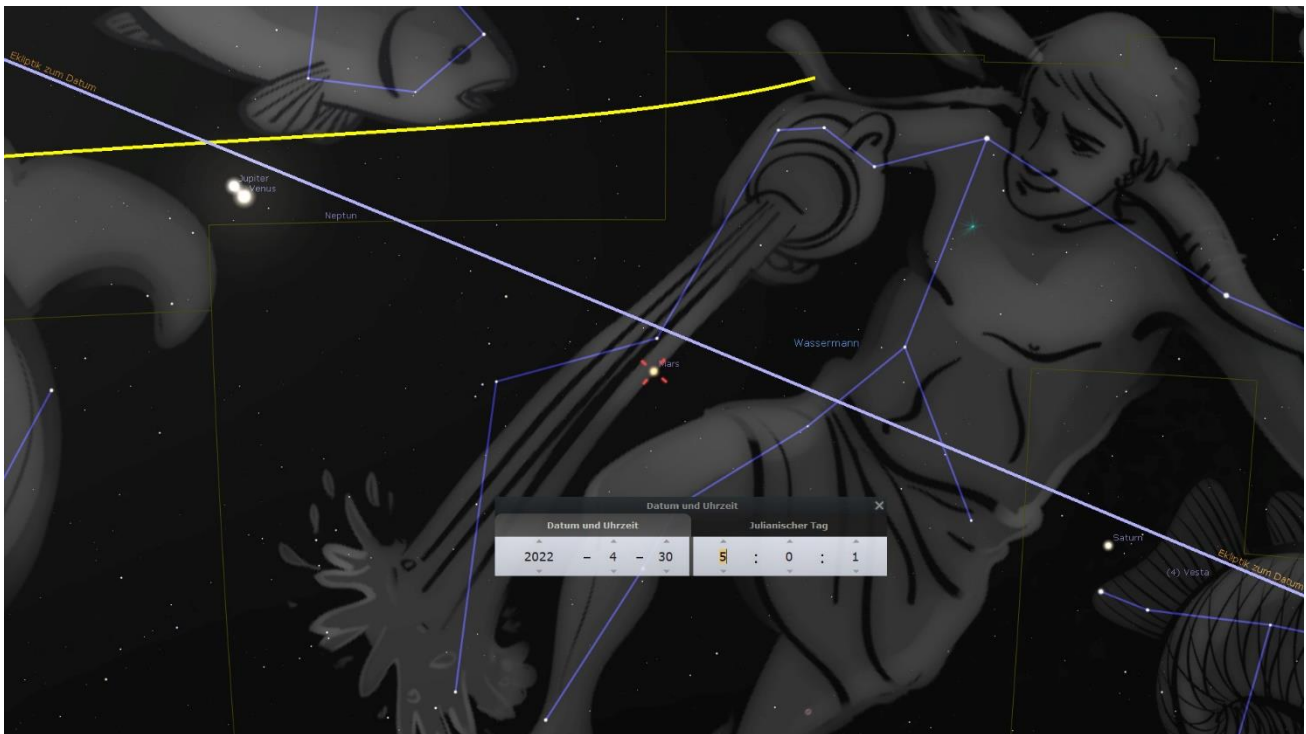 Ekliptik zum Datum
Jupiter
Venus
Neptun
Wassermann
Mars
Datum und Uhrzeit ×
Datum und Uhrzeit Julianischer Tag
2022 – 4 – 30 5 : 0 : 1
Saturn
Ekliptik zum Datum
(4) Vesta